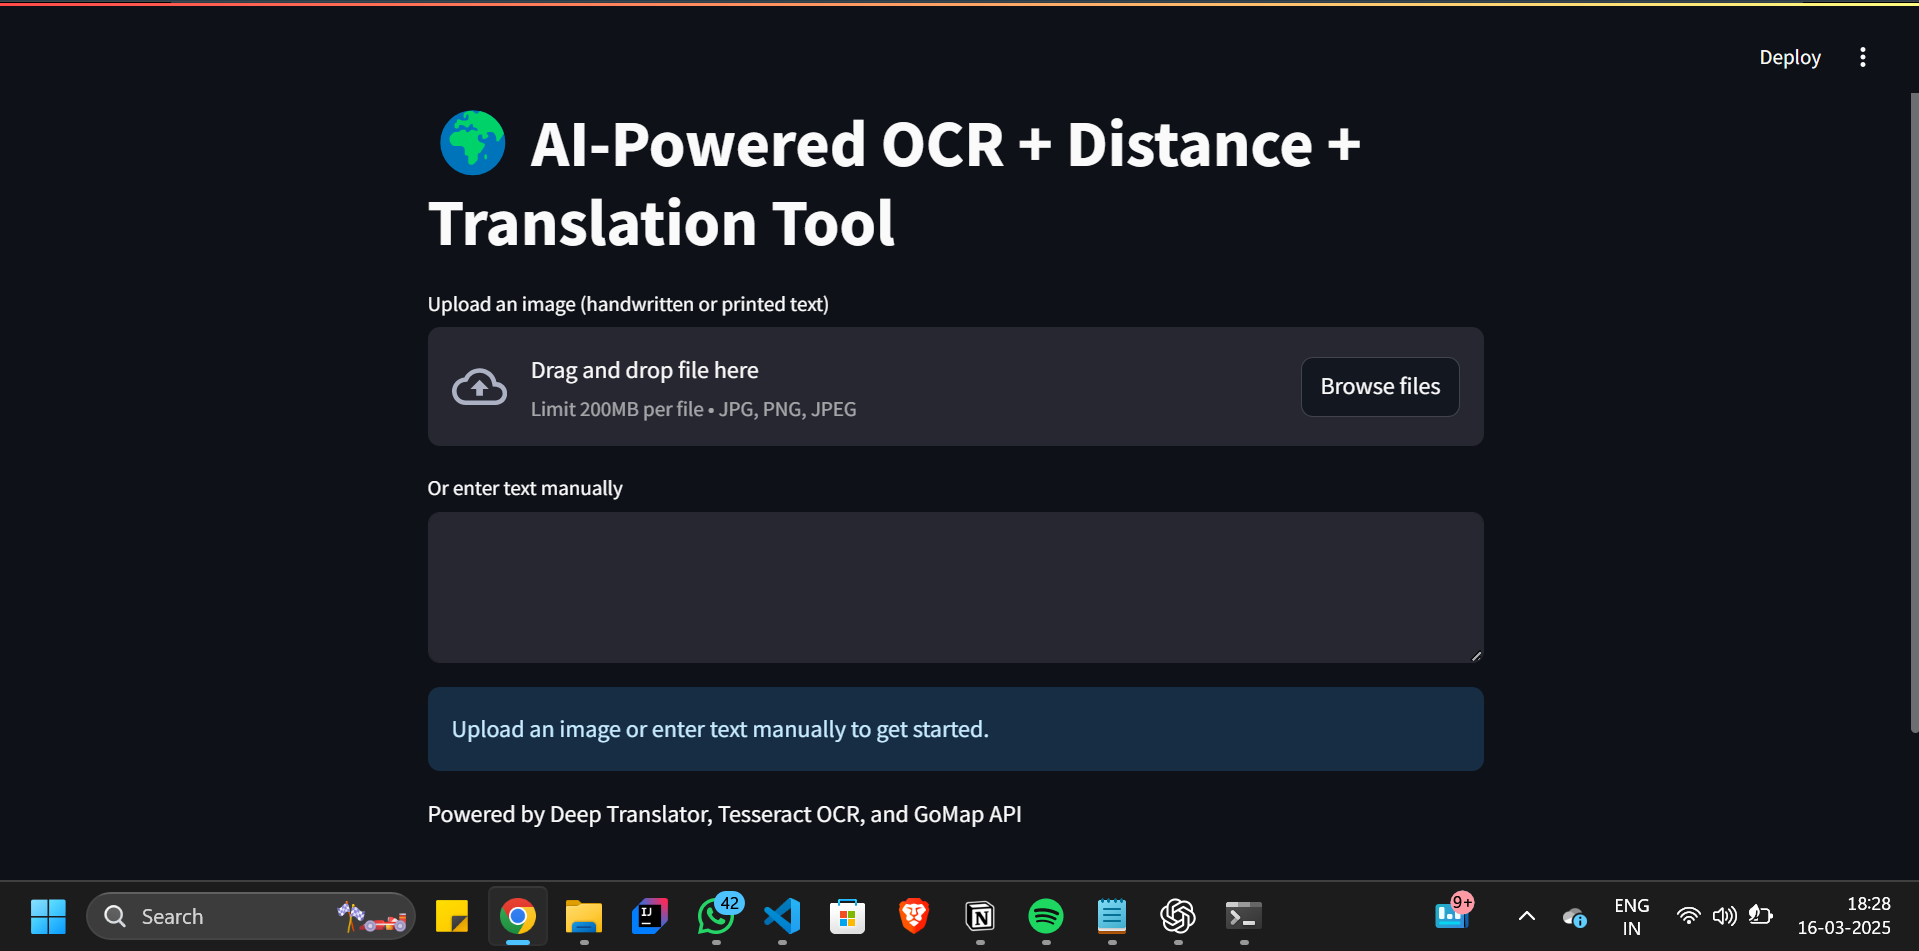 Deploy
AI-Powered OCR + Distance +
Translation Tool
Upload an image (handwritten or printed text)
Drag and drop file here
Limit 200MB per file • JPG, PNG, JPEG
Browse files
Or enter text manually
Upload an image or enter text manually to get started.
Powered by Deep Translator, Tesseract OCR, and GoMap API
Search
IJ
42
N
9+
ENG
IN
18:28
16-03-2025